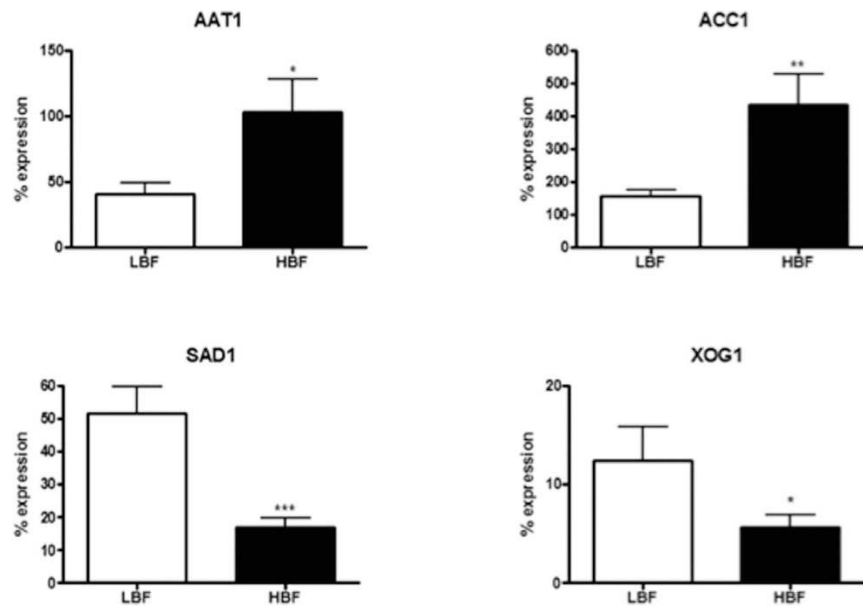 AAT1
150
100
50
0
% expression
*
LBF
HBF
ACC1
600
500
400
300
200
100
0
% expression
**
LBF
HBF
SAD1
60
50
40
30
20
10
0
% expression
***
LBF
HBF
XOG1
20
10
0
% expression
*
LBF
HBF